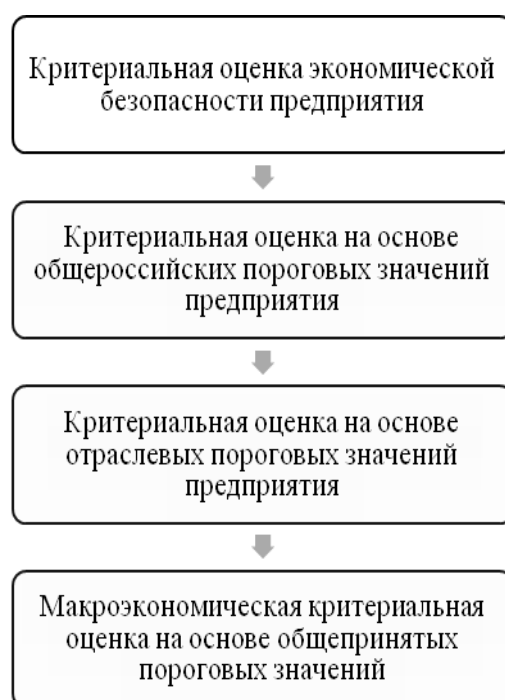 Критериальная оценка экономической
безопасности предприятия
Критериальная оценка на основе
общероссийских пороговых значений
предприятия
Критериальная оценка на основе
отраслевых пороговых значений
предприятия
Макроэкономическая критериальная
оценка на основе общепринятых
пороговых значений